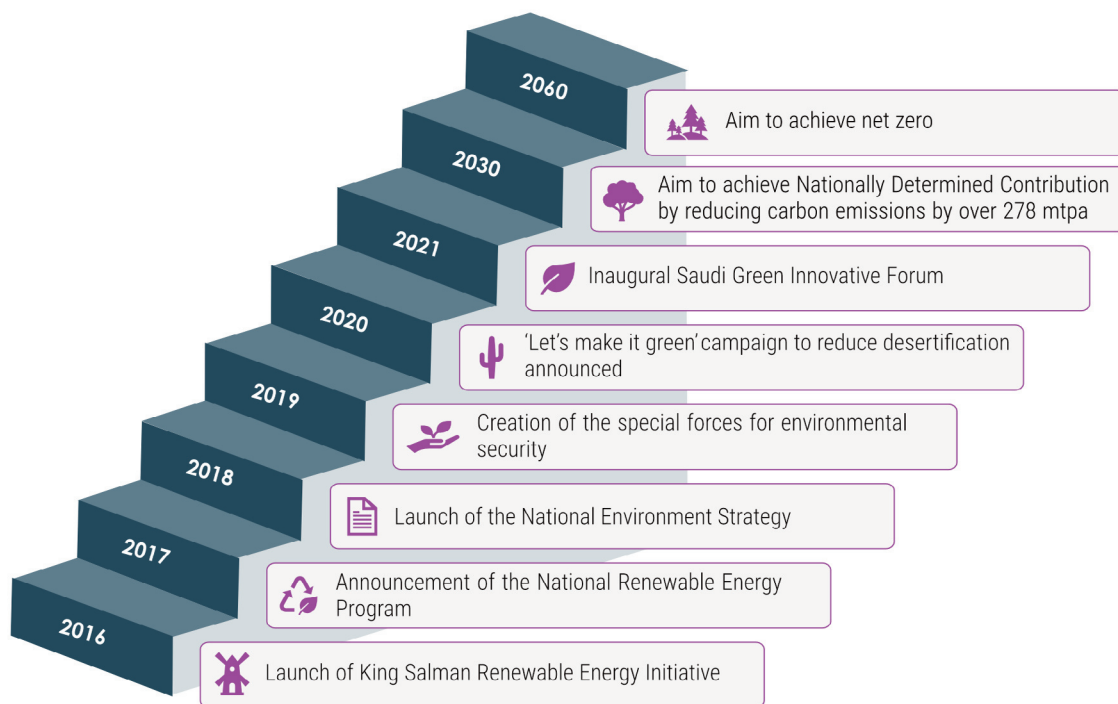 2060
Aim to achieve net zero
2030
Aim to achieve Nationally Determined Contribution
by reducing carbon emissions by over 278 mtpa
2021
Inaugural Saudi Green Innovative Forum
2020
‘Let’s make it green’ campaign to reduce desertification
announced
2019
Creation of the special forces for environmental
security
2018
Launch of the National Environment Strategy
2017
Announcement of the National Renewable Energy
Program
2016
Launch of King Salman Renewable Energy Initiative